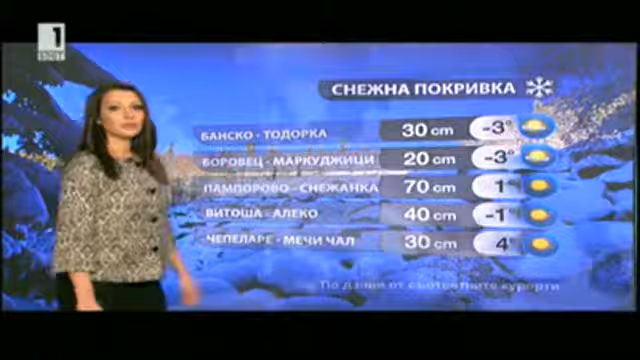 1
БНТ
СНЕЖНА ПОКРИВКА
БАНСКО - ТОДОРКА 30 cm -3°
БОРОВЕЦ - МАРКУДЖИЦИ 20 cm -3°
ПАМПОРОВО - СНЕЖАНКА 70 cm 1°
ВИТОША - АЛЕКО 40 cm -1°
ЧЕПЕЛАРЕ - МЕЧИ ЧАЛ 30 cm 4°
По данни от съответните курорти